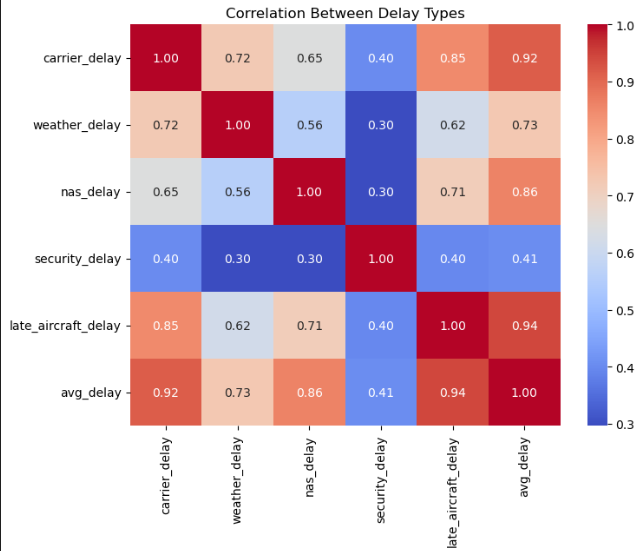 Correlation Between Delay Types
carrier_delay 1.00 0.72 0.65 0.40 0.85 0.92
weather_delay 0.72 1.00 0.56 0.30 0.62 0.73
nas_delay 0.65 0.56 1.00 0.30 0.71 0.86
security_delay 0.40 0.30 0.30 1.00 0.40 0.41
late_aircraft_delay 0.85 0.62 0.71 0.40 1.00 0.94
avg_delay 0.92 0.73 0.86 0.41 0.94 1.00
carrier_delay
weather_delay
nas_delay
security_delay
late_aircraft_delay
avg_delay
1.0
0.9
0.8
0.7
0.6
0.5
0.4
0.3